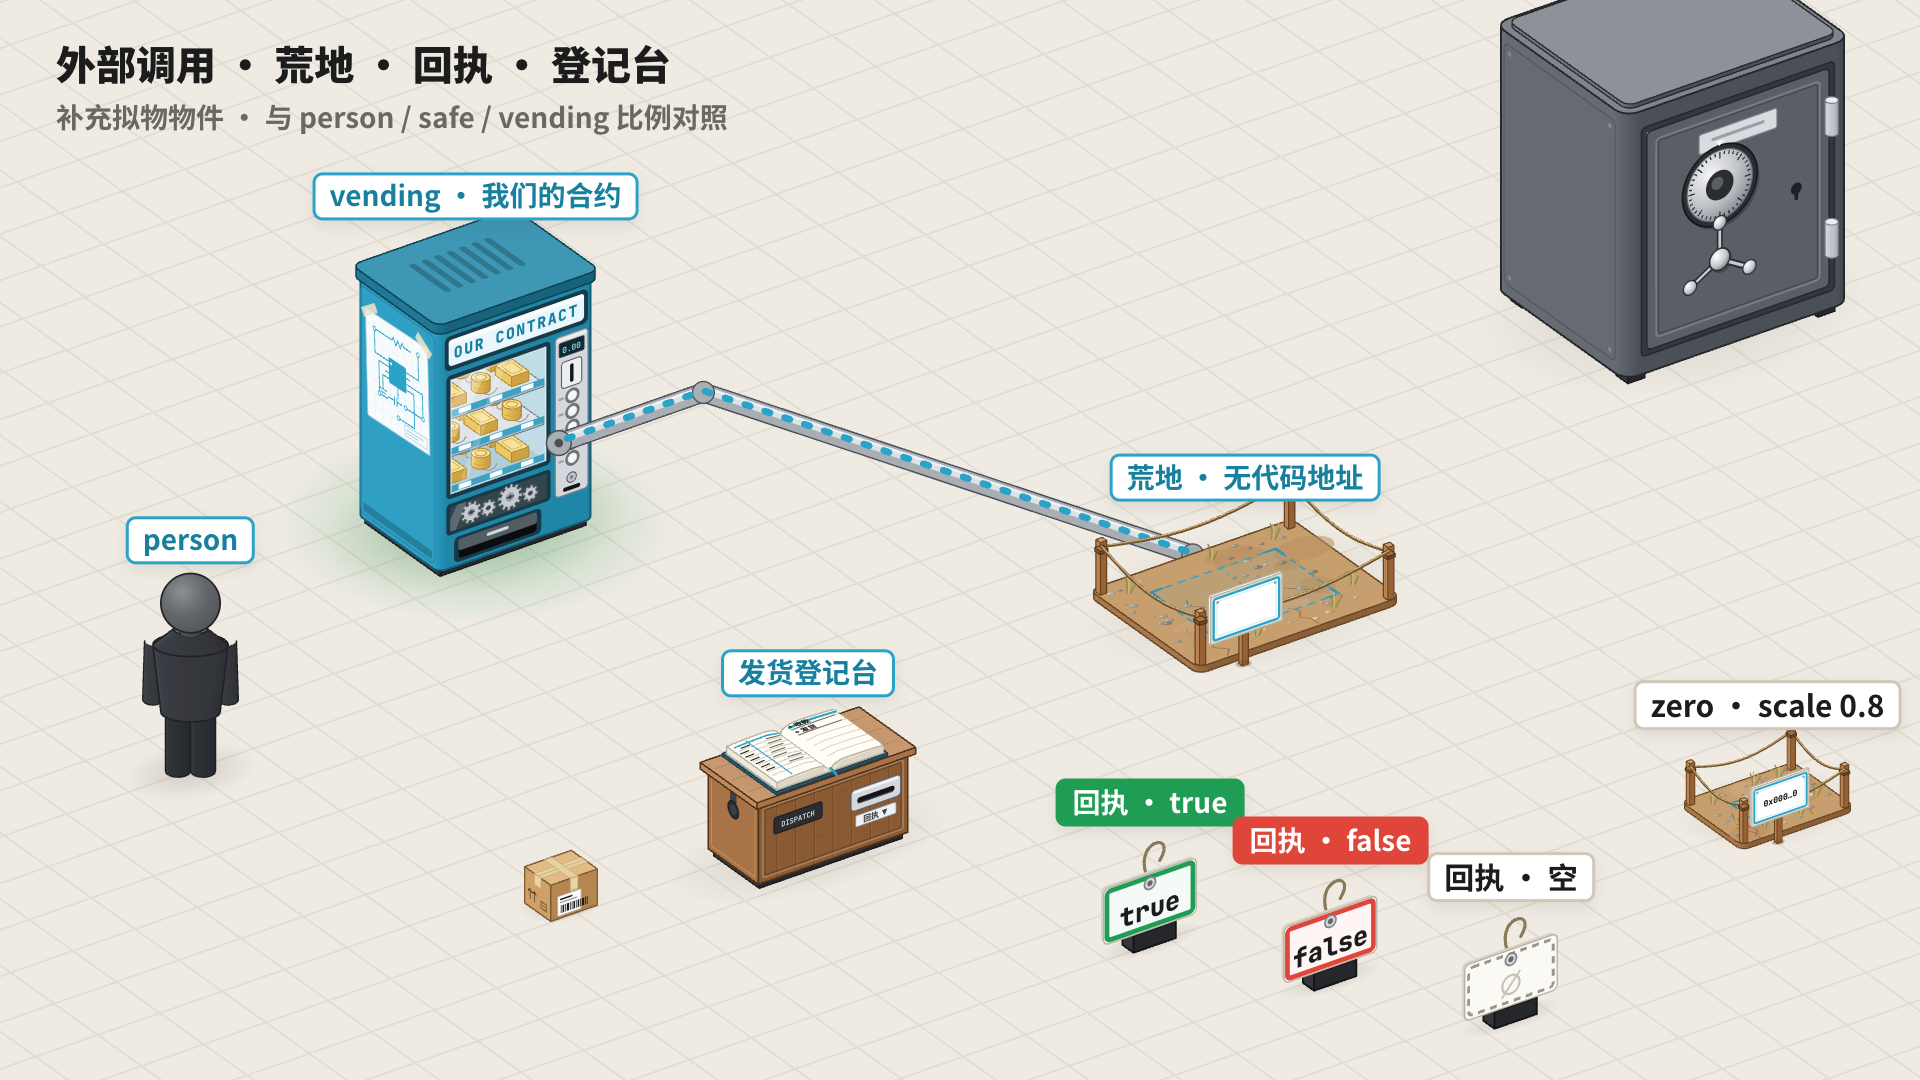 外部调用 · 荒地 · 回执 · 登记台
补充拟物物件 · 与 person / safe / vending 比例对照
vending · 我们的合约
OUR CONTRACT
0.00
person
荒地 · 无代码地址
发货登记台
DISPATCH
回执 ▼
zero · scale 0.8
0x000…0
回执 · true
true
回执 · false
false
回执 · 空
Ø